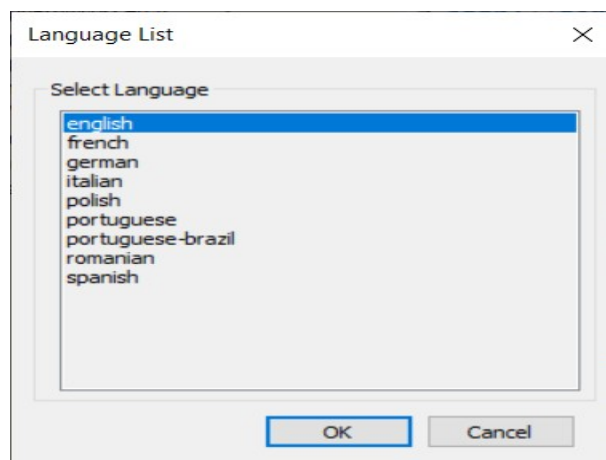 Language List
Select Language
english
french
german
italian
polish
portuguese
portuguese-brazil
romanian
spanish
OK Cancel